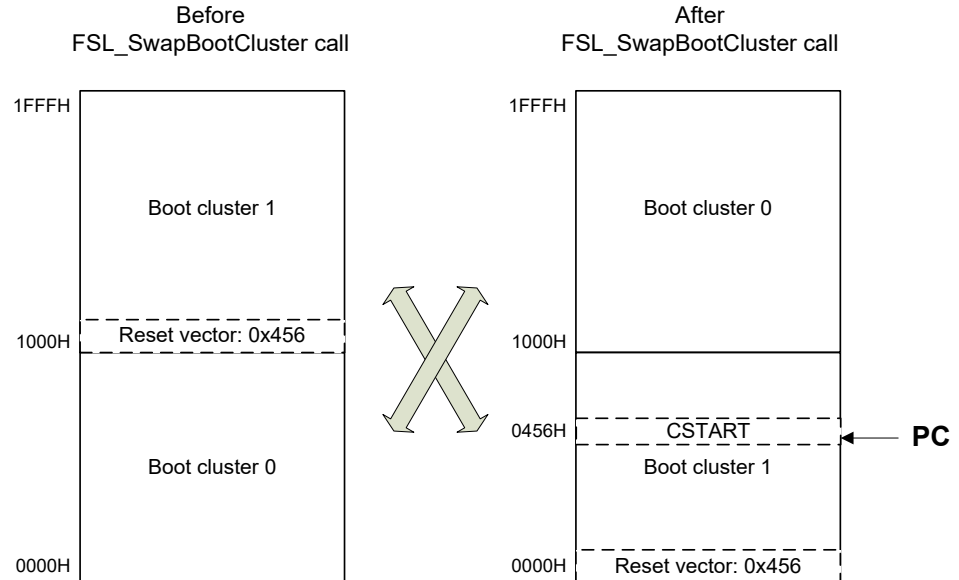 Before
FSL_SwapBootCluster call
1FFFH
Boot cluster 1
Reset vector: 0x456
1000H
Boot cluster 0
0000H
After
FSL_SwapBootCluster call
1FFFH
Boot cluster 0
1000H
0456H
CSTART
PC
Boot cluster 1
0000H
Reset vector: 0x456